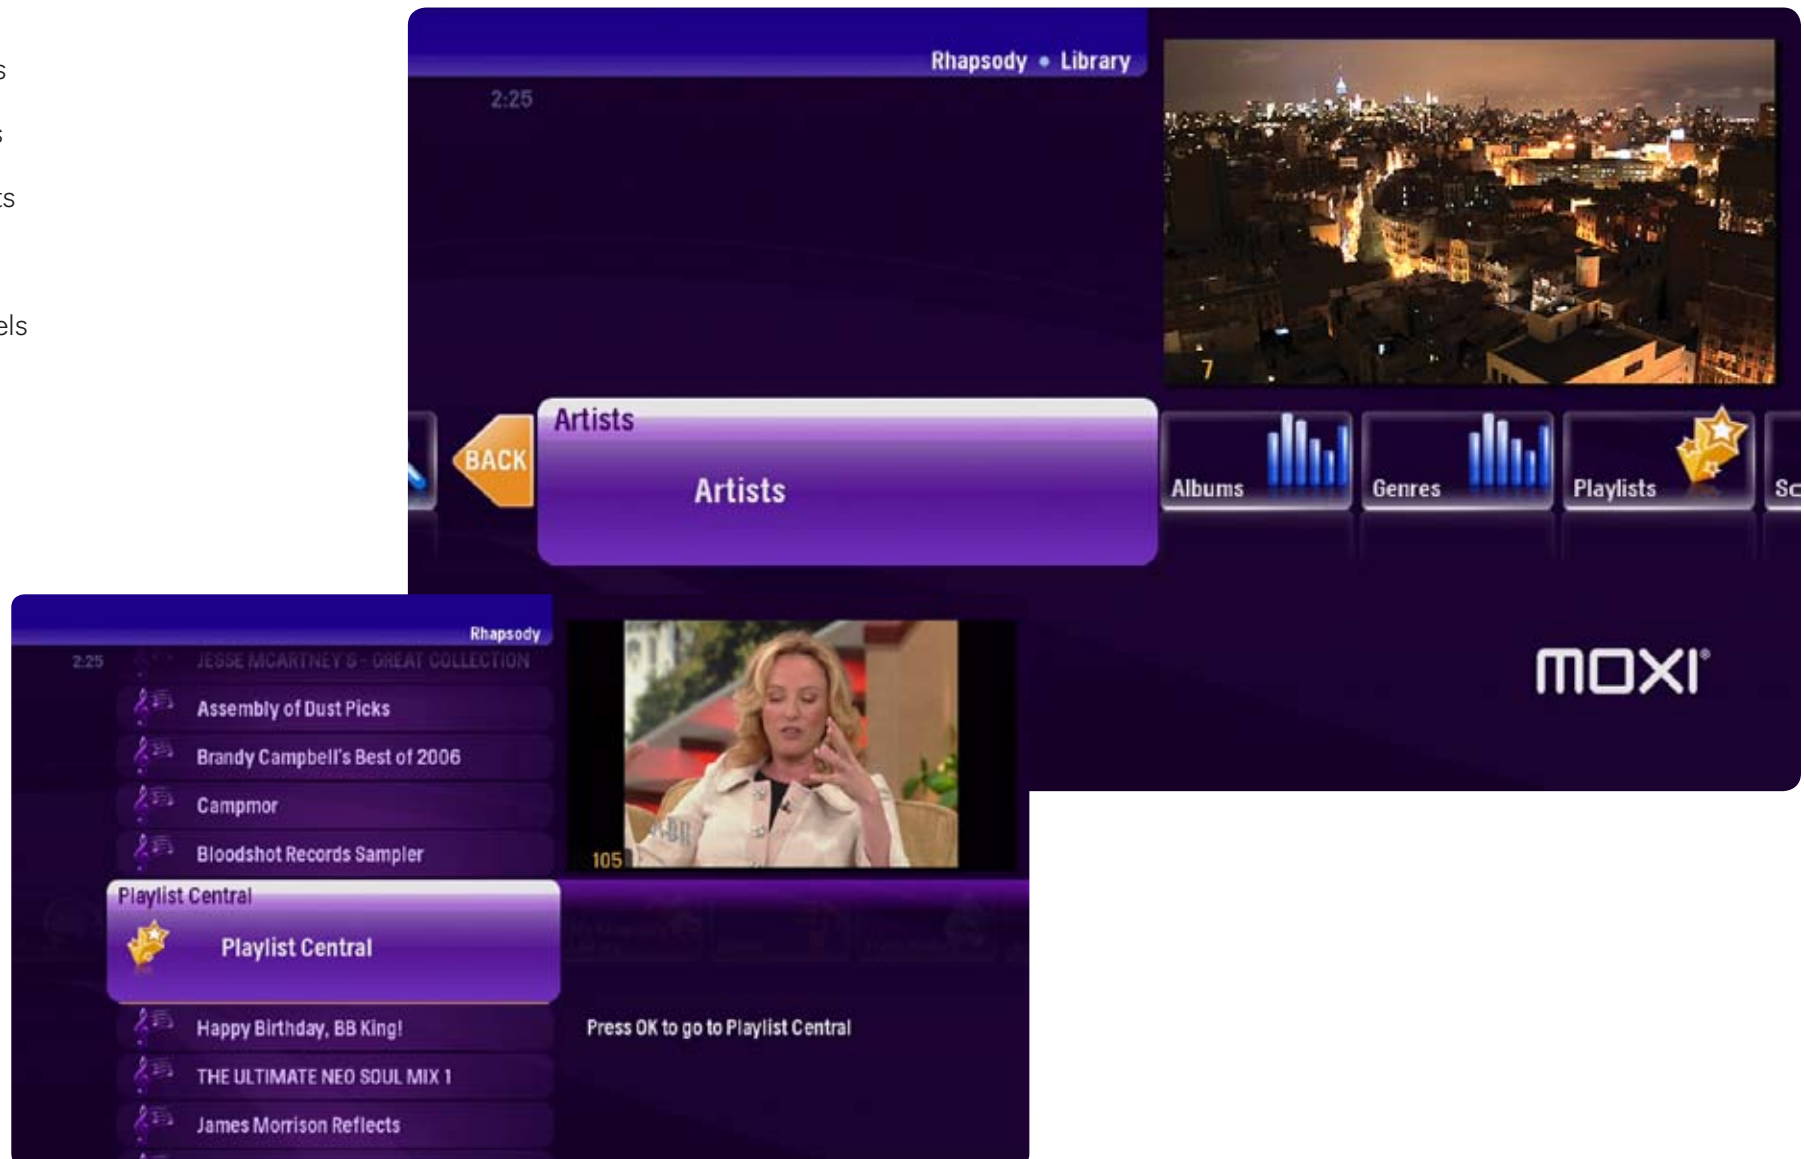 Rhapsody • Library
2:25
7
BACK
Artists
Artists
Albums
Genres
Playlists
MOXI®
Rhapsody
2:25
JESSE MCARTNEY'S - GREAT COLLECTION
Assembly of Dust Picks
Brandy Campbell's Best of 2006
Campmor
Bloodshot Records Sampler
105
Playlist Central
Playlist Central
Happy Birthday, BB King!
Press OK to go to Playlist Central
THE ULTIMATE NEO SOUL MIX 1
James Morrison Reflects